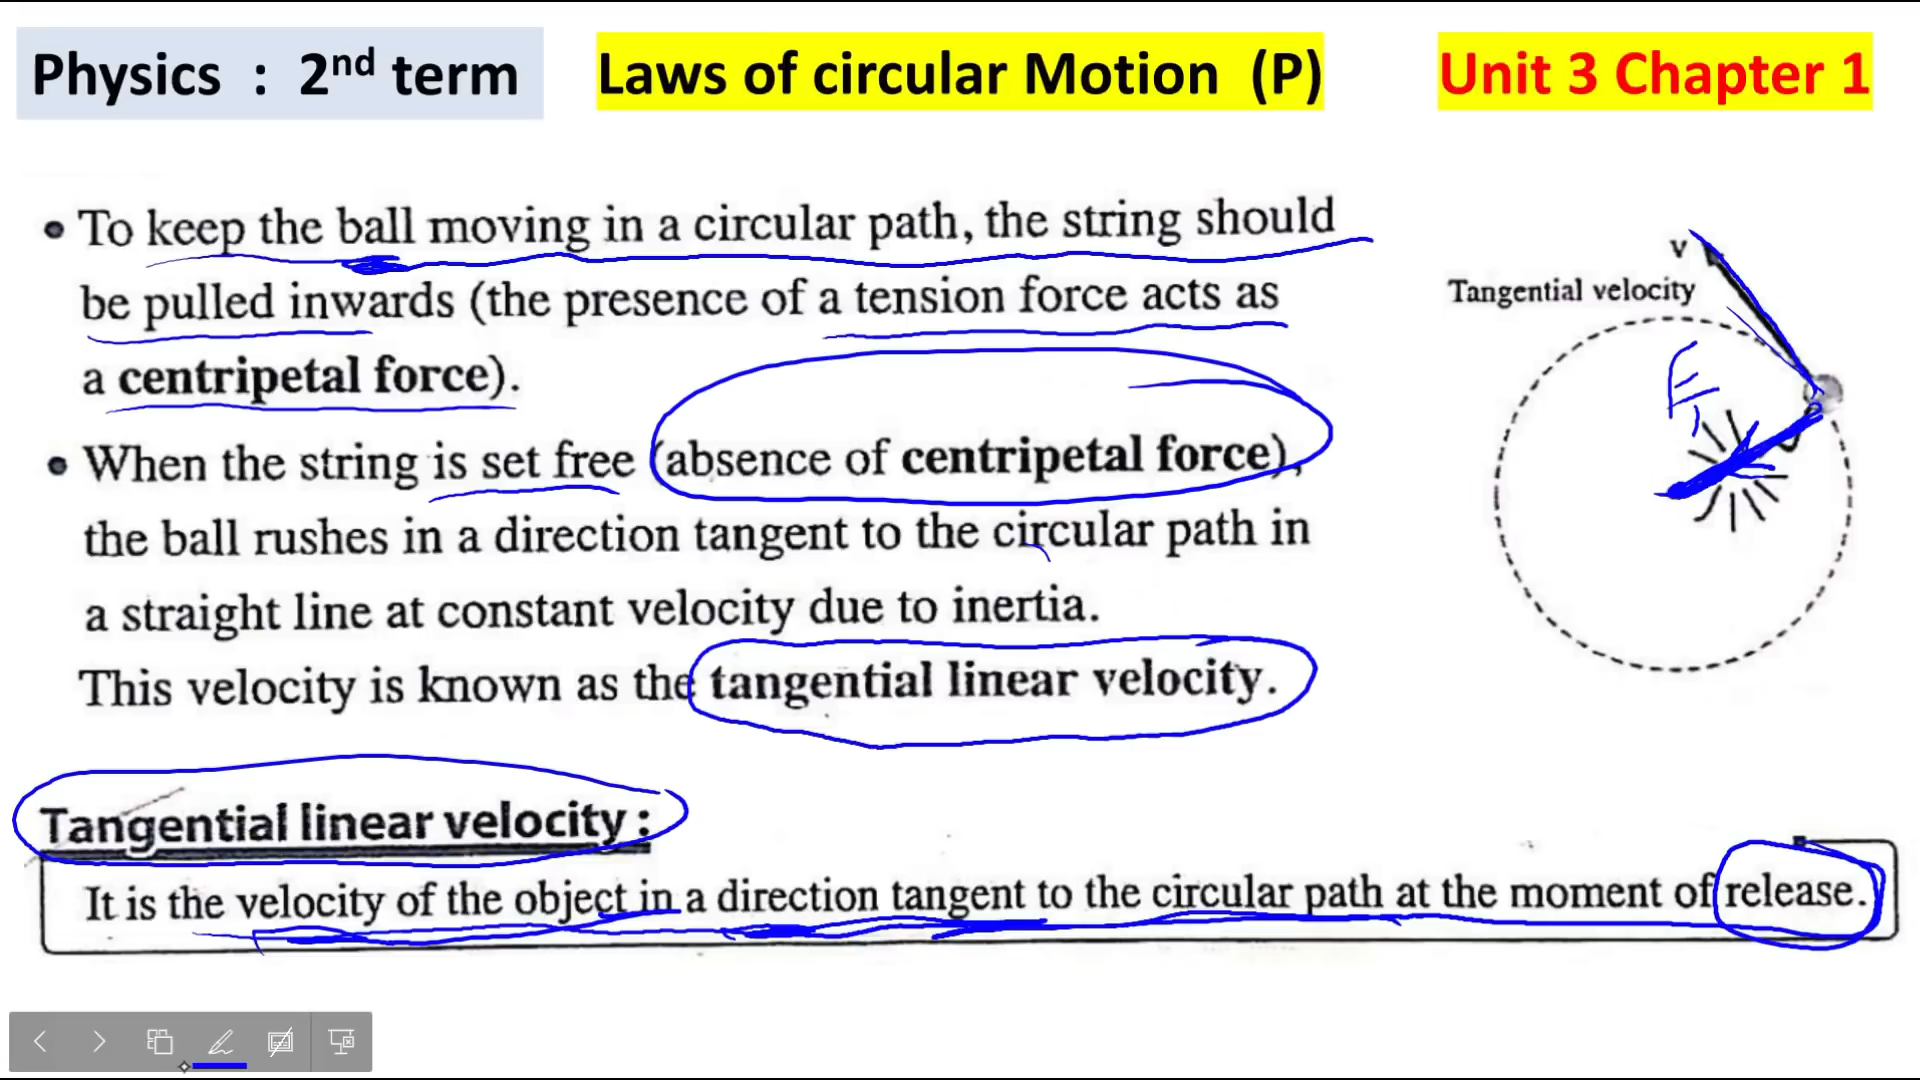 Physics : 2nd term
Laws of circular Motion (P)
Unit 3 Chapter 1
• To keep the ball moving in a circular path, the string should
be pulled inwards (the presence of a tension force acts as
a centripetal force).
• When the string is set free (absence of centripetal force),
the ball rushes in a direction tangent to the circular path in
a straight line at constant velocity due to inertia.
This velocity is known as the tangential linear velocity.
v
Tangential velocity
F
Tangential linear velocity :
It is the velocity of the object in a direction tangent to the circular path at the moment of release.